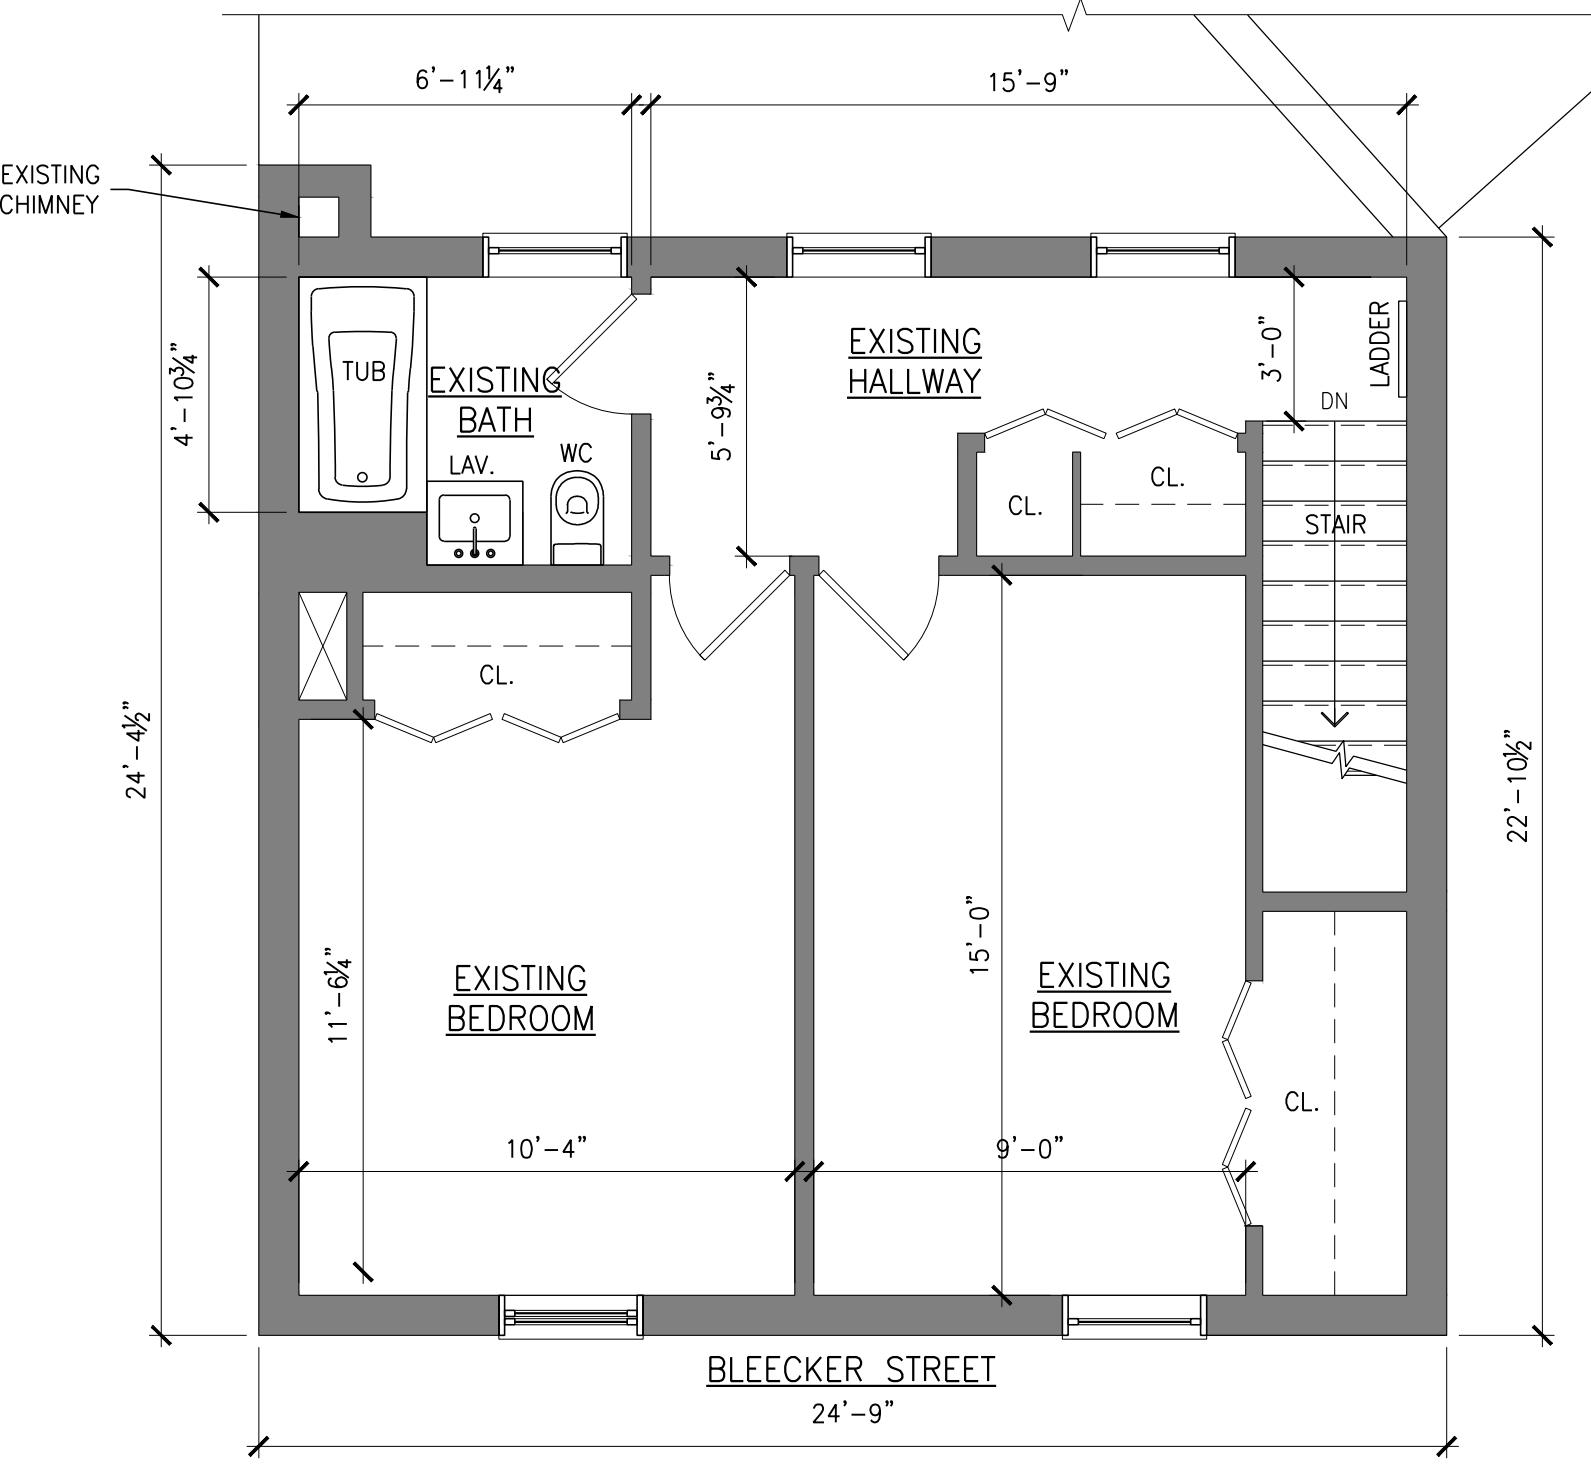 6'-11¼"
15'-9"
EXISTING
CHIMNEY
4'-10¾"
TUB
EXISTING
BATH
LAV.
WC
5'-9¾"
EXISTING
HALLWAY
3'-0"
LADDER
DN
CL.
CL.
STAIR
CL.
24'-4½"
22'-10½"
11'-6¼"
EXISTING
BEDROOM
15'-0"
EXISTING
BEDROOM
CL.
10'-4"
9'-0"
BLEECKER STREET
24'-9"